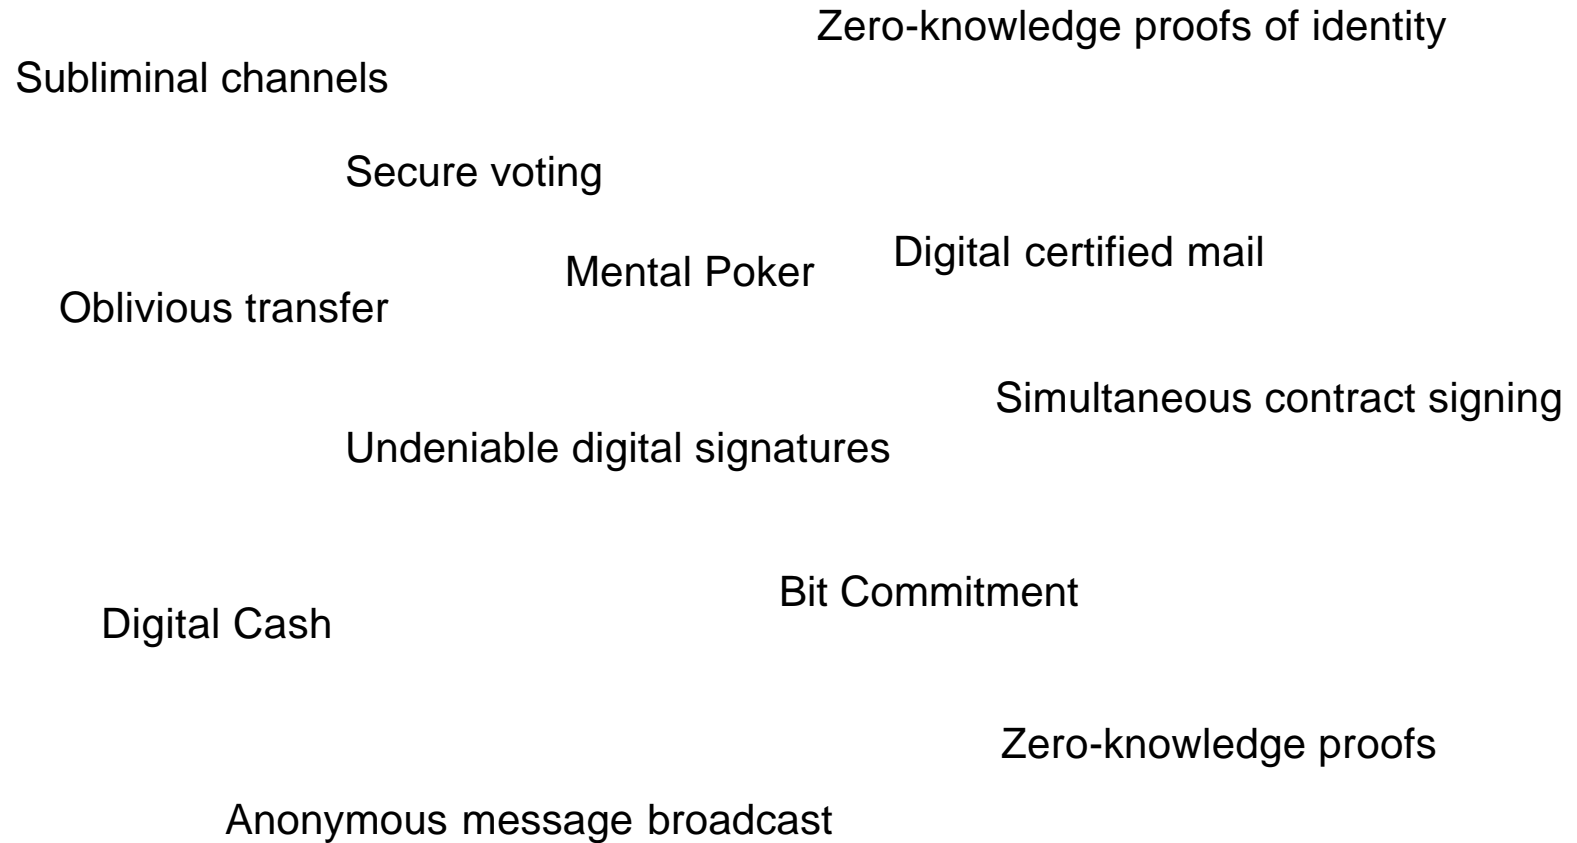 Zero-knowledge proofs of identity
Subliminal channels
Secure voting
Digital certified mail
Mental Poker
Oblivious transfer
Simultaneous contract signing
Undeniable digital signatures
Bit Commitment
Digital Cash
Zero-knowledge proofs
Anonymous message broadcast